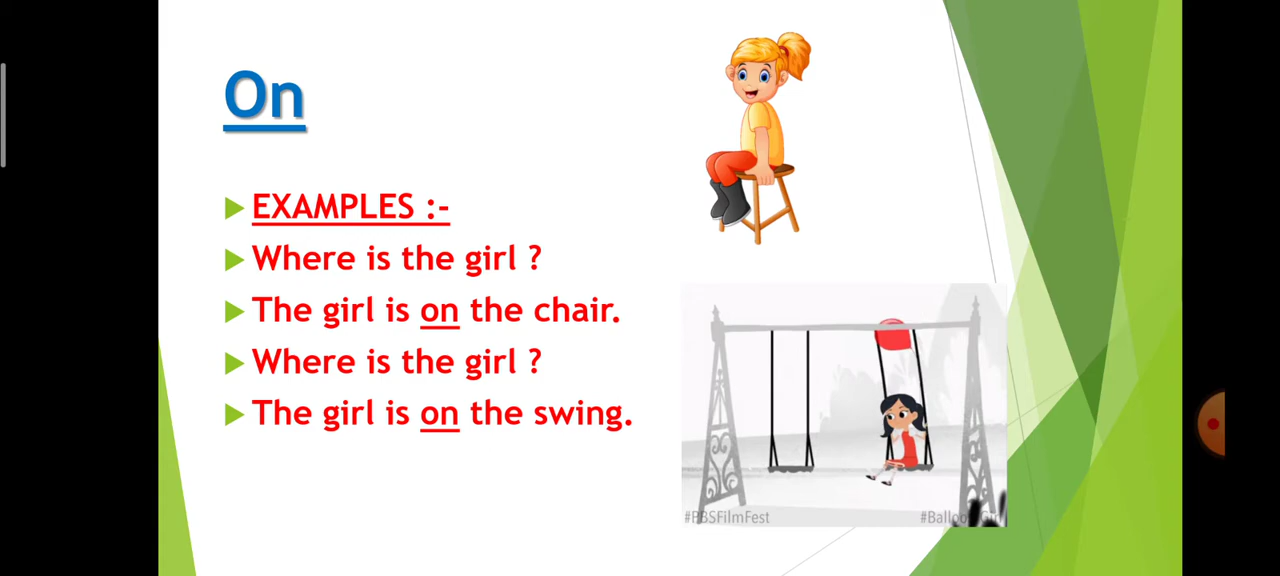 On
EXAMPLES :-
Where is the girl ?
The girl is on the chair.
Where is the girl ?
The girl is on the swing.